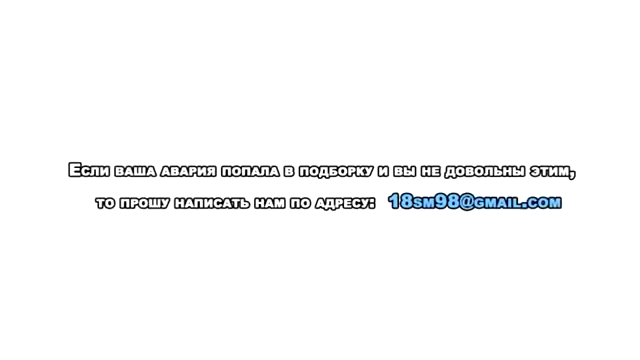 Если ваша авария попала в подборку и вы не довольны этим,
то прошу написать нам по адресу: 18sm98@gmail.com